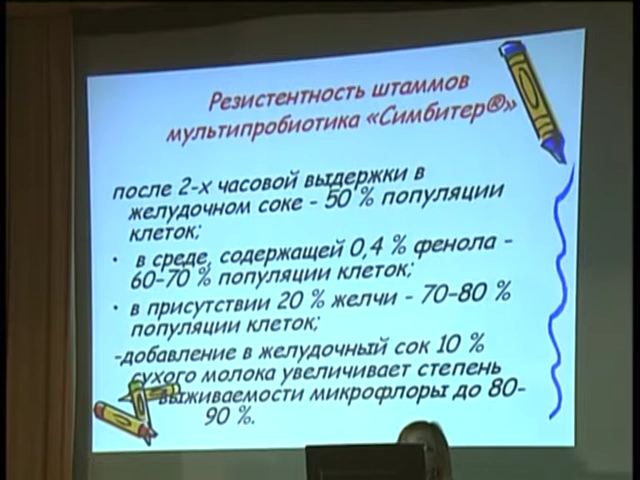 Резистентность штаммов
мультипробиотика «Симбитер®»
после 2-х часовой выдержки в
желудочном соке - 50 % популяции
клеток;
• в среде, содержащей 0,4 % фенола -
60-70 % популяции клеток;
• в присутствии 20 % желчи - 70-80 %
популяции клеток;
-добавление в желудочный сок 10 %
сухого молока увеличивает степень
выживаемости микрофлоры до 80-
90 %.